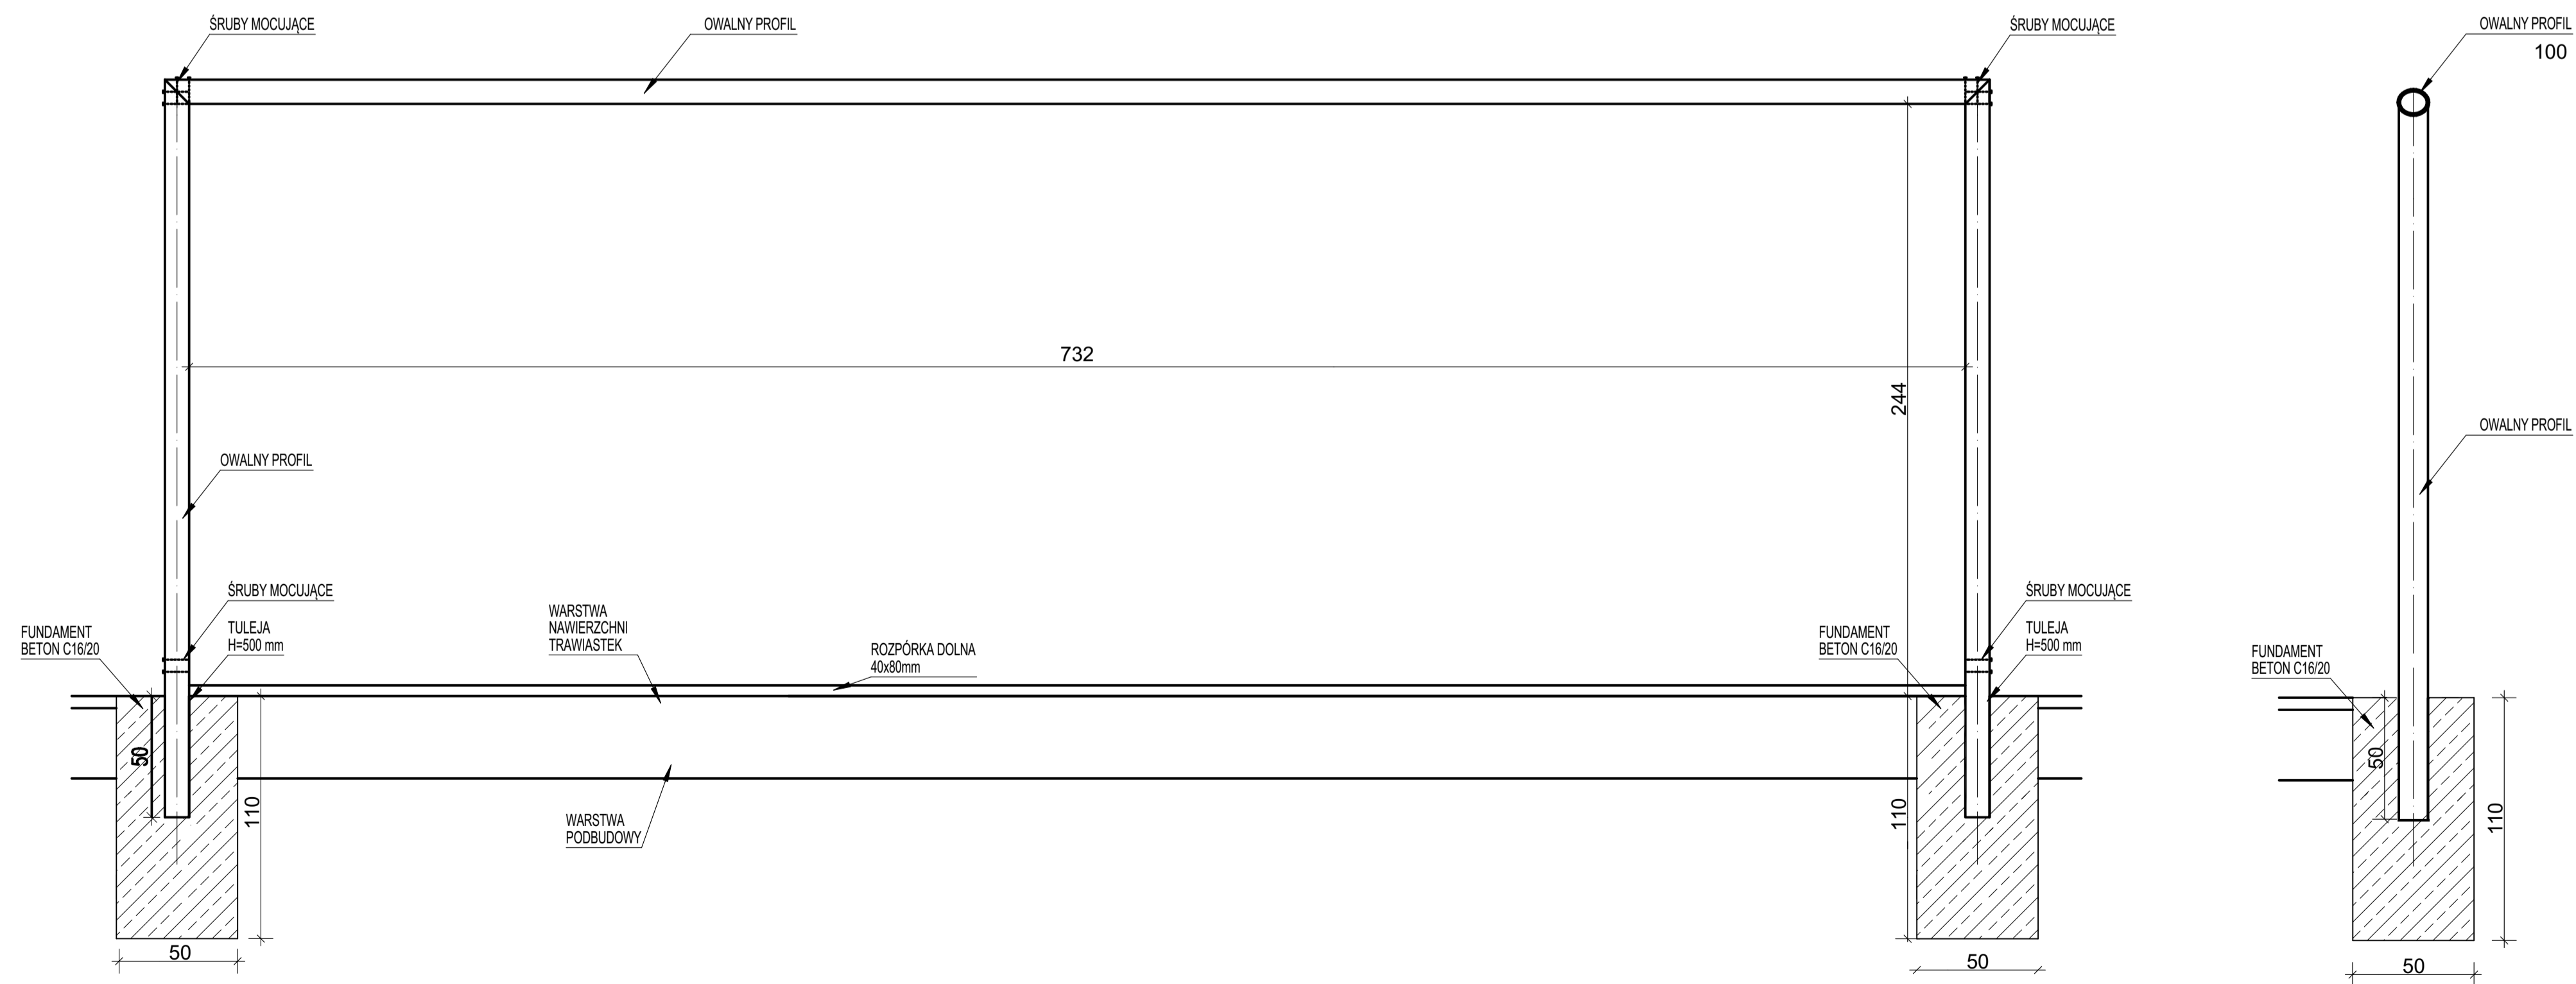 ŚRUBY MOCUJĄCE
OWALNY PROFIL
ŚRUBY MOCUJĄCE
OWALNY PROFIL
100
732
244
OWALNY PROFIL
OWALNY PROFIL
ŚRUBY MOCUJĄCE
FUNDAMENT
BETON C16/20
TULEJA
H=500 mm
WARSTWA
NAWIERZCHNI
TRAWIASTEK
ROZPÓRKA DOLNA
40x80mm
ŚRUBY MOCUJĄCE
FUNDAMENT
BETON C16/20
TULEJA
H=500 mm
FUNDAMENT
BETON C16/20
50
110
WARSTWA
PODBUDOWY
110
50
110
50
50
50